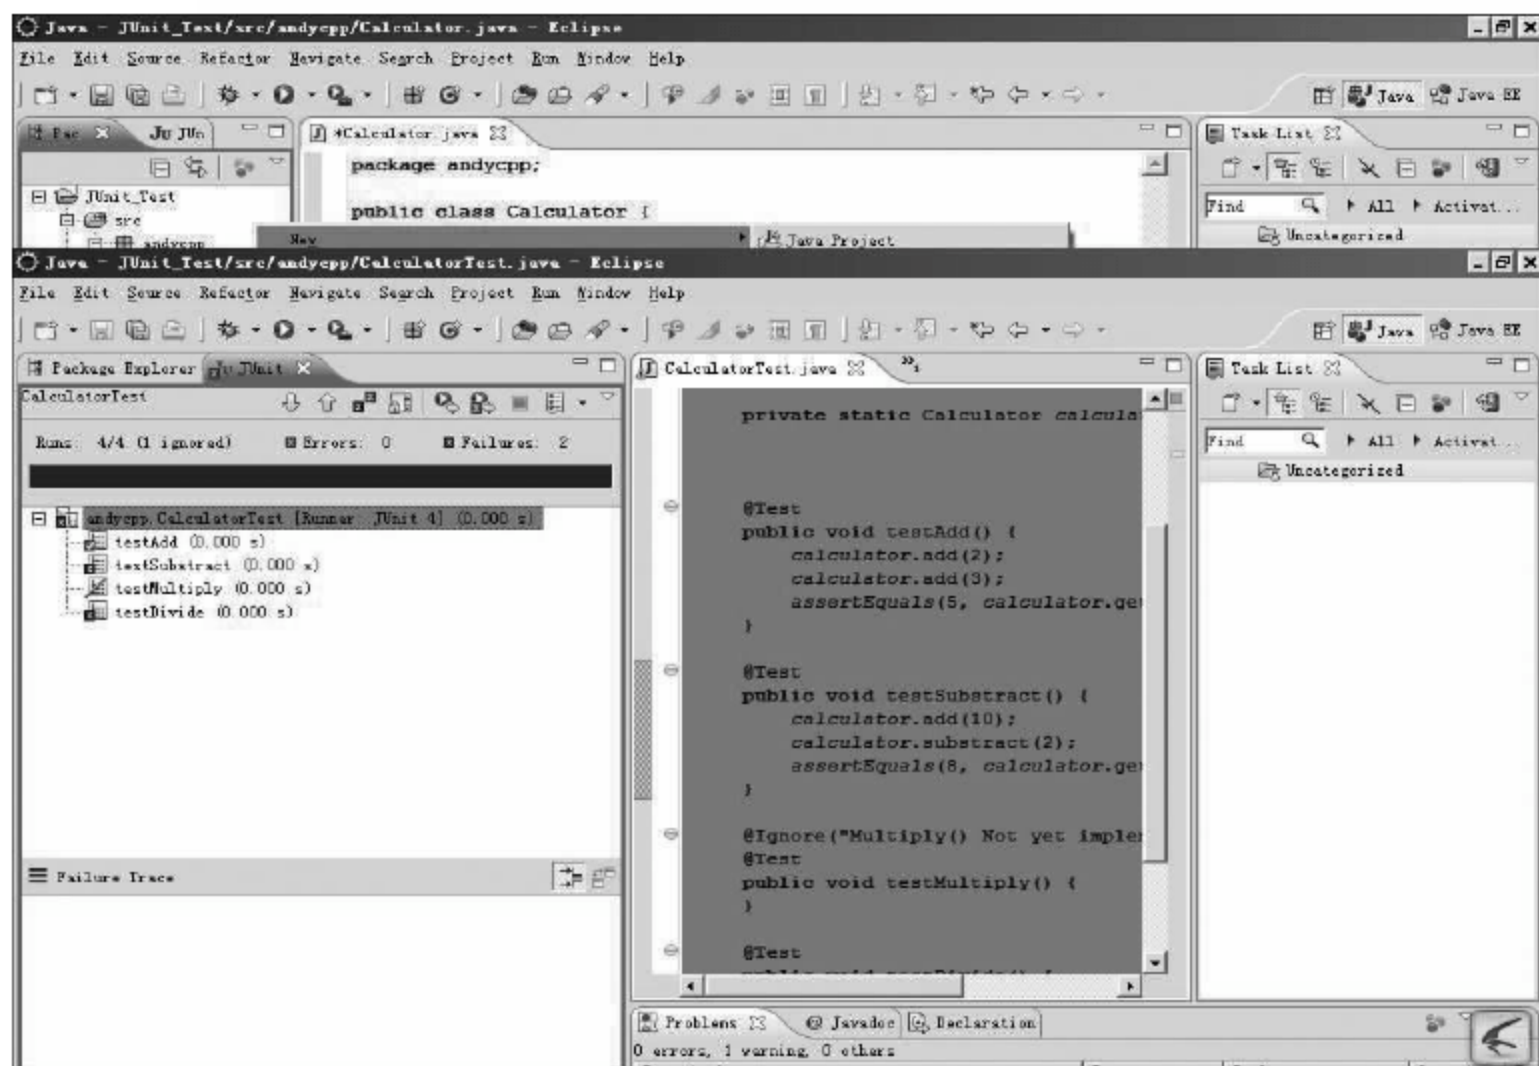 Java - JUnit_Test/src/andycpp/Calculator.java - Eclipse
File Edit Source Refactor Navigate Search Project Run Window Help
Java Java EE
Pac JUn *Calculator.java Task List
package andycpp;
JUnit_Test
src
public class Calculator {
Find All Activat...
andycpp New Java Project Uncategorized
Java - JUnit_Test/src/andycpp/CalculatorTest.java - Eclipse
File Edit Source Refactor Navigate Search Project Run Window Help
Java Java EE
Package Explorer JUnit CalculatorTest.java Task List
CalculatorTest
Runs: 4/4 (1 ignored) Errors: 0 Failures: 2
Find All Activat...
Uncategorized
andycpp.CalculatorTest [Runner: JUnit 4] (0.000 s)
testAdd (0.000 s)
testSubstract (0.000 s)
testMultiply (0.000 s)
testDivide (0.000 s)
private static Calculator calcula
@Test
public void testAdd() {
calculator.add(2);
calculator.add(3);
assertEquals(5, calculator.ge
}
@Test
public void testSubstract() {
calculator.add(10);
calculator.substract(2);
assertEquals(8, calculator.ge
}
@Ignore("Multiply() Not yet imple
@Test
public void testMultiply() {
}
@Test
public void testDivide() {
Failure Trace
Problems @ Javadoc Declaration
0 errors, 1 warning, 0 others